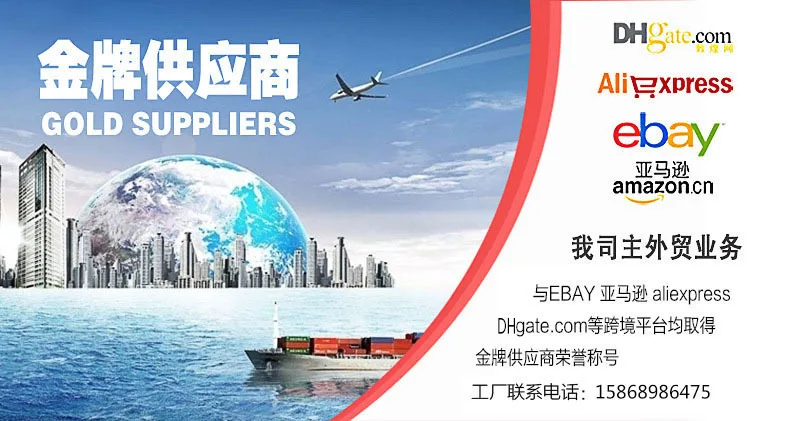 金牌供应商
GOLD SUPPLIERS
DHgate.com
敦煌网
AliExpress
ebay
亚马逊
amazon.cn
我司主外贸业务
与EBAY 亚马逊 aliexpress
DHgate.com等跨境平台均取得
金牌供应商荣誉称号
工厂联系电话：15868986475